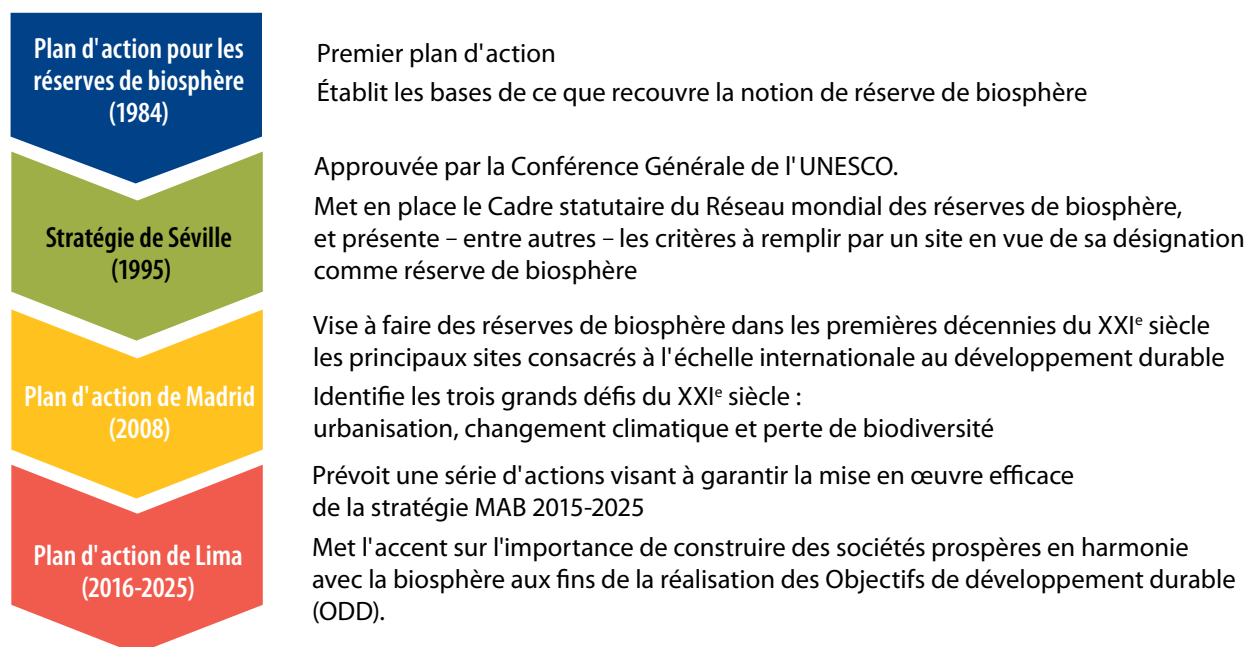 Plan d'action pour les
réserves de biosphère
(1984)
Premier plan d'action
Établit les bases de ce que recouvre la notion de réserve de biosphère
Stratégie de Séville
(1995)
Approuvée par la Conférence Générale de l'UNESCO.
Met en place le Cadre statutaire du Réseau mondial des réserves de biosphère,
et présente – entre autres – les critères à remplir par un site en vue de sa désignation
comme réserve de biosphère
Plan d'action de Madrid
(2008)
Vise à faire des réserves de biosphère dans les premières décennies du XXIe siècle
les principaux sites consacrés à l'échelle internationale au développement durable
Identifie les trois grands défis du XXIe siècle :
urbanisation, changement climatique et perte de biodiversité
Plan d'action de Lima
(2016-2025)
Prévoit une série d'actions visant à garantir la mise en œuvre efficace
de la stratégie MAB 2015-2025
Met l'accent sur l'importance de construire des sociétés prospères en harmonie
avec la biosphère aux fins de la réalisation des Objectifs de développement durable
(ODD).